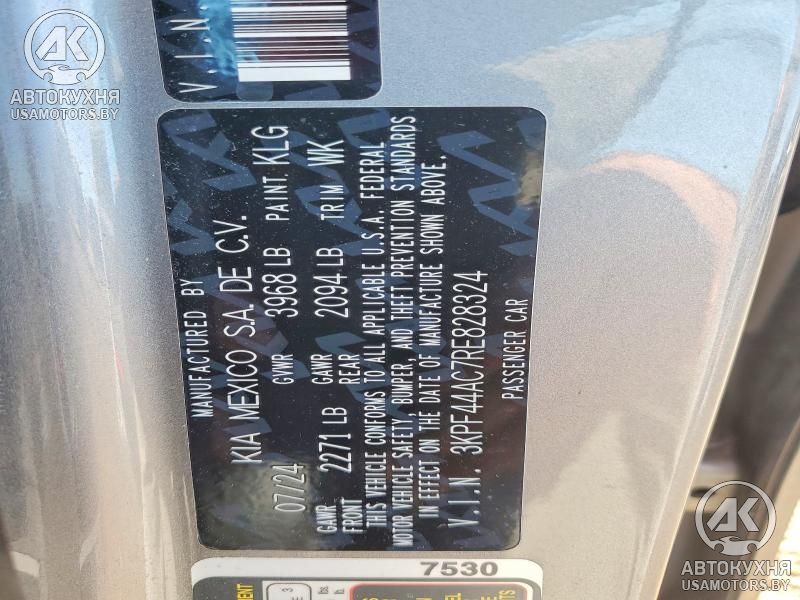 AK
АВТОКУХНЯ
USAMOTORS.BY
V.I.N.
MANUFACTURED BY
KIA MEXICO S.A. DE C.V.
07/24 GVWR 3968 LB PAINT. KLG
GAWR FRONT 2271 LB GAWR REAR 2094 LB TRIM WK
THIS VEHICLE CONFORMS TO ALL APPLICABLE U.S.A. FEDERAL
MOTOR VEHICLE SAFETY, BUMPER, AND THEFT PREVENTION STANDARDS
IN EFFECT ON THE DATE OF MANUFACTURE SHOWN ABOVE.
V.I.N. 3KPF44AC7RE828324
PASSENGER CAR
7530
AK
АВТОКУХНЯ
USAMOTORS.BY